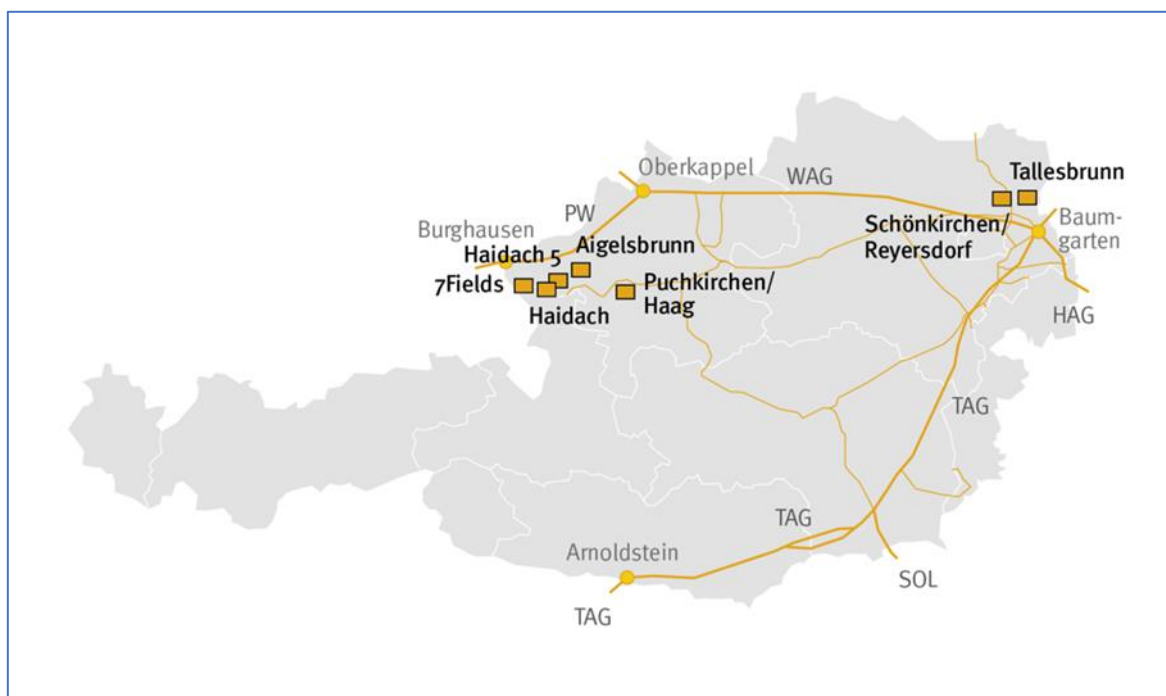 Oberkappel
WAG
Tallesbrunn
PW
Burghausen
Schönkirchen/
Reyersdorf
Baum-
garten
Haidach 5
Aigelsbrunn
7Fields
Puchkirchen/
Haag
Haidach
HAG
TAG
TAG
Arnoldstein
SOL
TAG